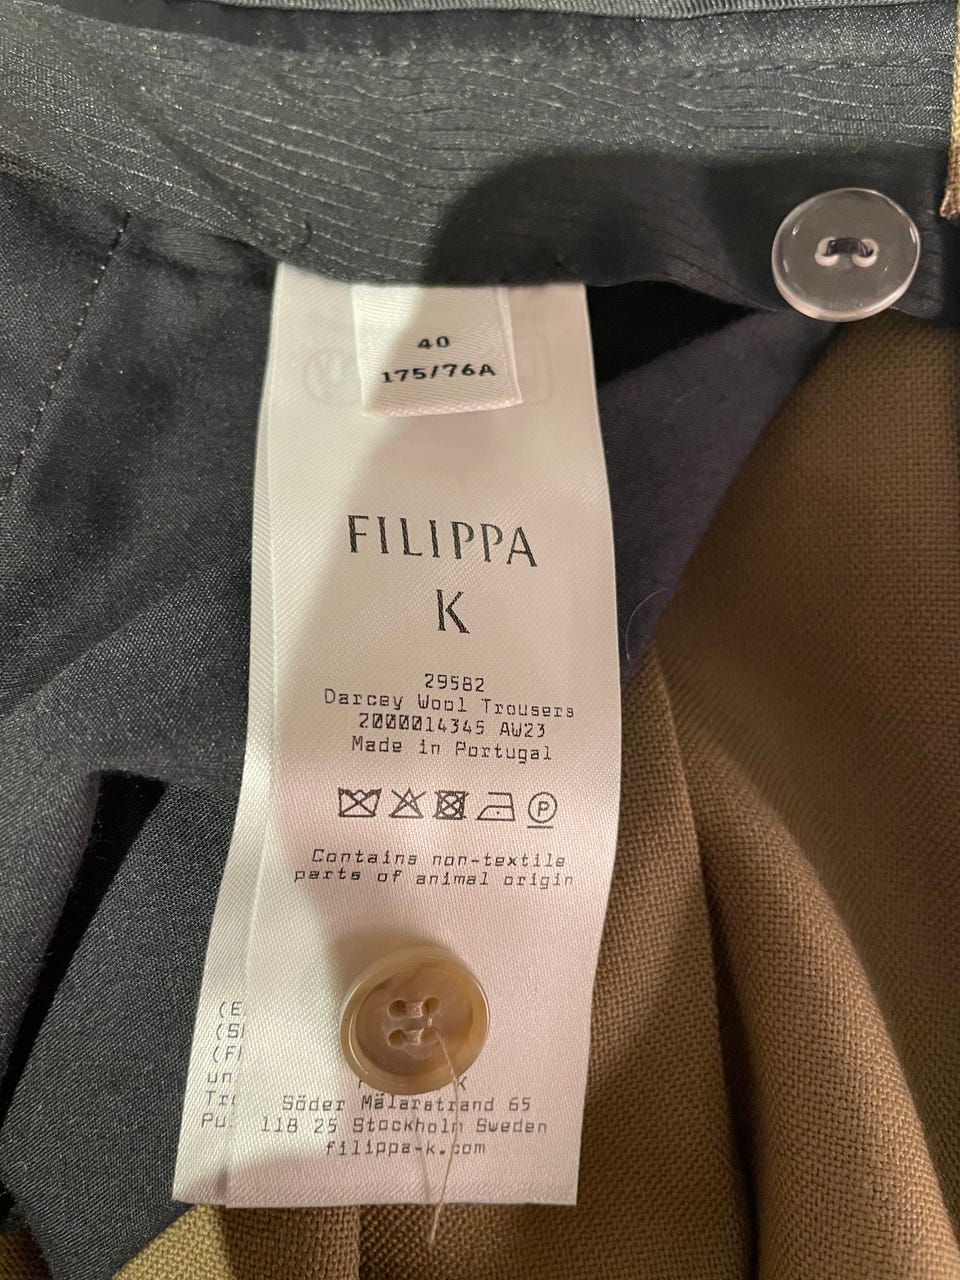 40
175/76A
FILIPPA
K
29582
Darcey Wool Trousers
2000014345 AW23
Made in Portugal
P
Contains non-textile
parts of animal origin
K
Söder Mälarstrand 65
118 25 Stockholm Sweden
filippa-k.com